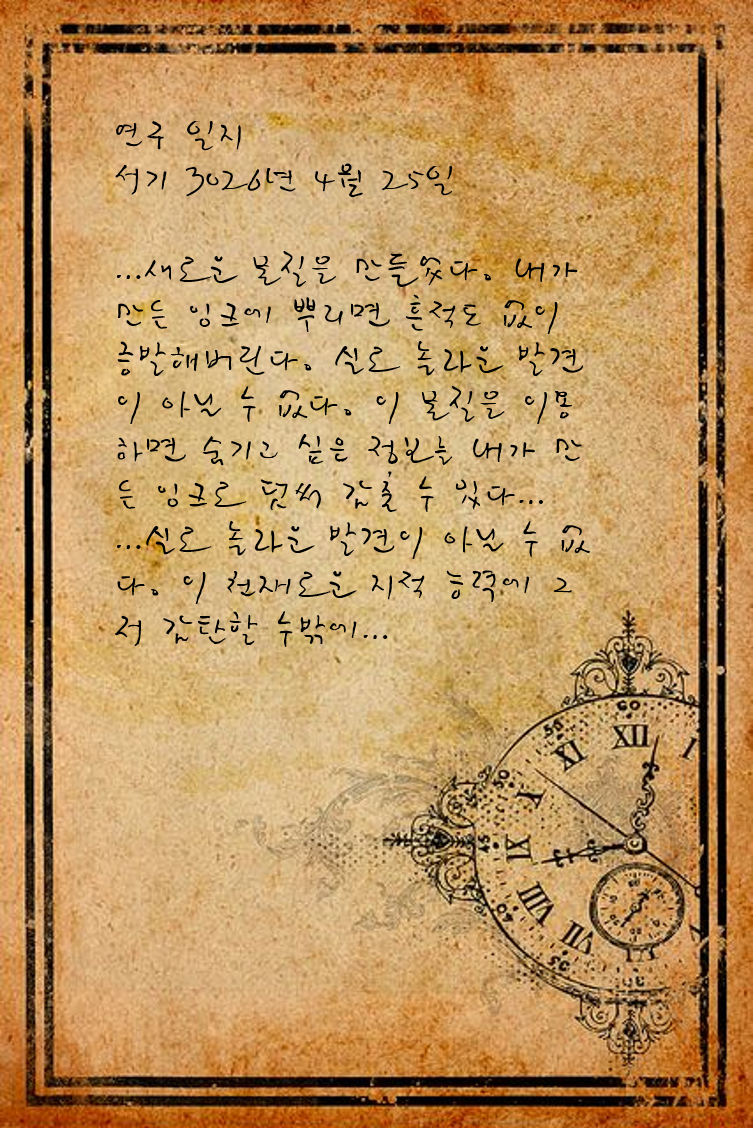 연구 일지
서기 3026년 4월 25일
...새로운 물질을 만들었다. 내가
만든 잉크에 뿌리면 흔적도 없이
증발해버린다. 실로 놀라운 발견
이 아닐 수 없다. 이 물질을 이용
하면 숨기고 싶은 정보를 내가 만
든 잉크로 덮써 감출 수 있다...
...실로 놀라운 발견이 아닐 수 없
다. 이 천재로운 지적 능력에 그
저 감탄할 수밖에...
60
XII
I
XI
X
IX
VIII
VII
50
45
40
35